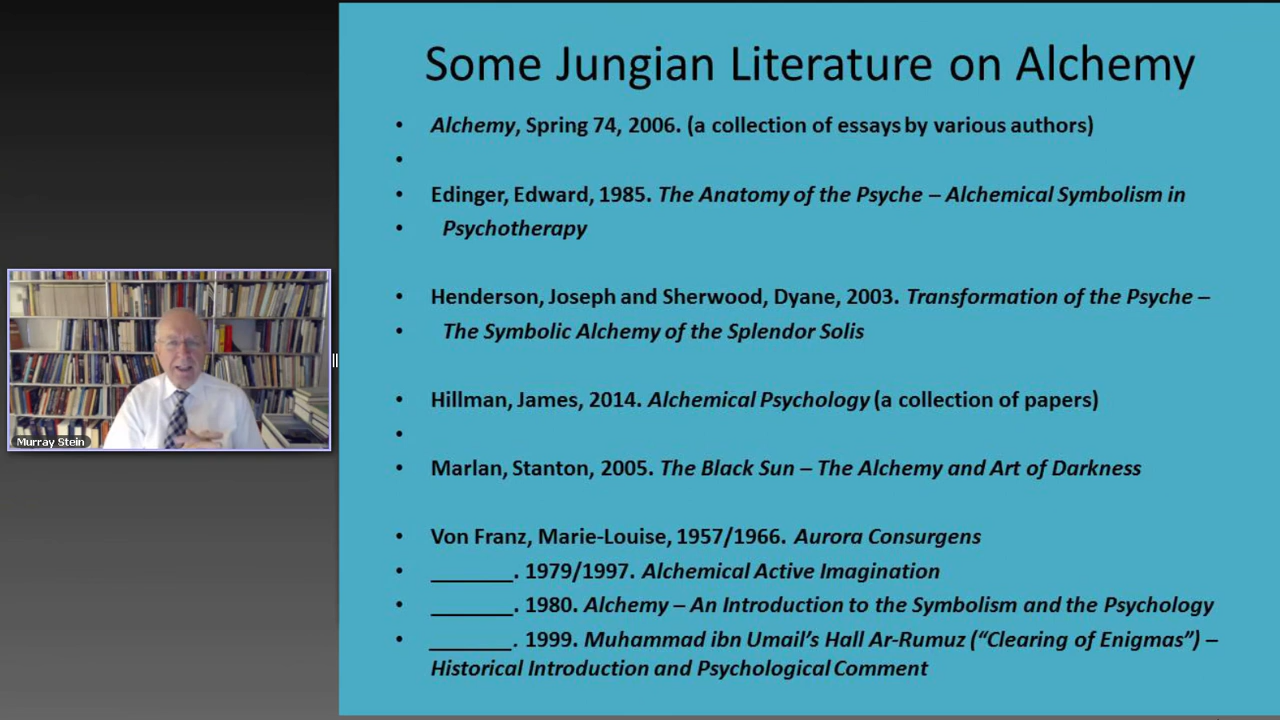 Some Jungian Literature on Alchemy
• Alchemy, Spring 74, 2006. (a collection of essays by various authors)
•
• Edinger, Edward, 1985. The Anatomy of the Psyche – Alchemical Symbolism in
• Psychotherapy
• Henderson, Joseph and Sherwood, Dyane, 2003. Transformation of the Psyche –
• The Symbolic Alchemy of the Splendor Solis
• Hillman, James, 2014. Alchemical Psychology (a collection of papers)
•
• Marlan, Stanton, 2005. The Black Sun – The Alchemy and Art of Darkness
• Von Franz, Marie-Louise, 1957/1966. Aurora Consurgens
• _______. 1979/1997. Alchemical Active Imagination
• _______. 1980. Alchemy – An Introduction to the Symbolism and the Psychology
• _______. 1999. Muhammad ibn Umail’s Hall Ar-Rumuz (“Clearing of Enigmas”) –
Historical Introduction and Psychological Comment
Murray Stein